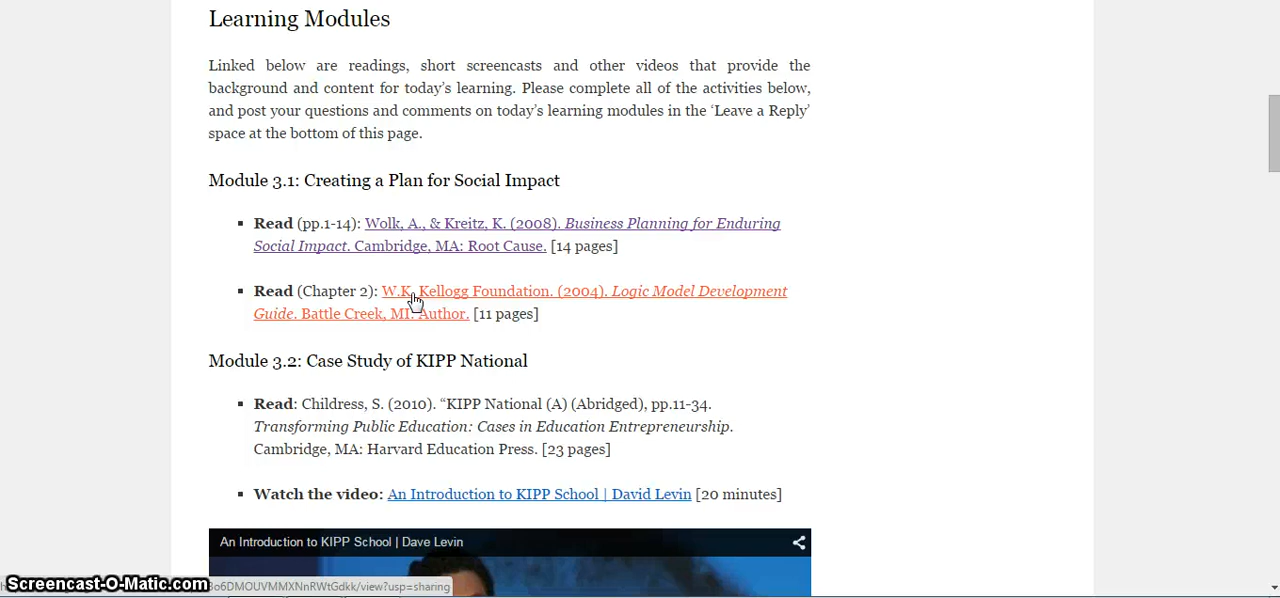 Learning Modules
Linked below are readings, short screencasts and other videos that provide the
background and content for today's learning. Please complete all of the activities below,
and post your questions and comments on today's learning modules in the 'Leave a Reply'
space at the bottom of this page.
Module 3.1: Creating a Plan for Social Impact
▪ Read (pp.1-14): Wolk, A., & Kreitz, K. (2008). Business Planning for Enduring
Social Impact. Cambridge, MA: Root Cause. [14 pages]
▪ Read (Chapter 2): W.K. Kellogg Foundation. (2004). Logic Model Development
Guide. Battle Creek, MI: Author. [11 pages]
Module 3.2: Case Study of KIPP National
▪ Read: Childress, S. (2010). “KIPP National (A) (Abridged), pp.11-34.
Transforming Public Education: Cases in Education Entrepreneurship.
Cambridge, MA: Harvard Education Press. [23 pages]
▪ Watch the video: An Introduction to KIPP School | David Levin [20 minutes]
An Introduction to KIPP School | Dave Levin
Screencast-O-Matic.com
o6DMOUVMMXNnRWtGdkk/view?usp=sharing